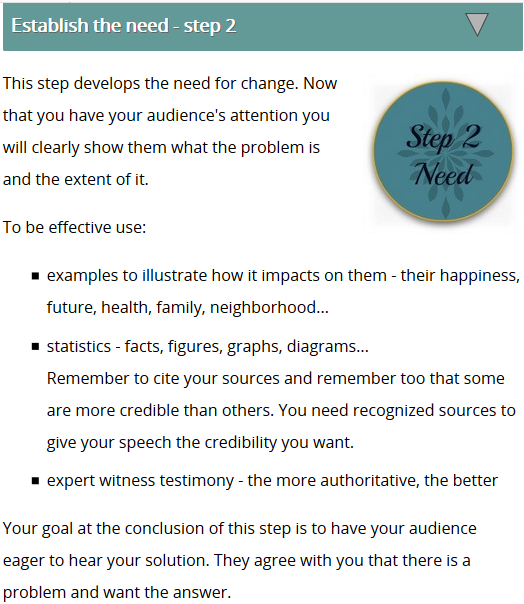 Establish the need - step 2
This step develops the need for change. Now
that you have your audience's attention you
will clearly show them what the problem is
and the extent of it.
Step 2
Need
To be effective use:
examples to illustrate how it impacts on them - their happiness,
future, health, family, neighborhood...
statistics - facts, figures, graphs, diagrams...
Remember to cite your sources and remember too that some
are more credible than others. You need recognized sources to
give your speech the credibility you want.
expert witness testimony - the more authoritative, the better
Your goal at the conclusion of this step is to have your audience
eager to hear your solution. They agree with you that there is a
problem and want the answer.